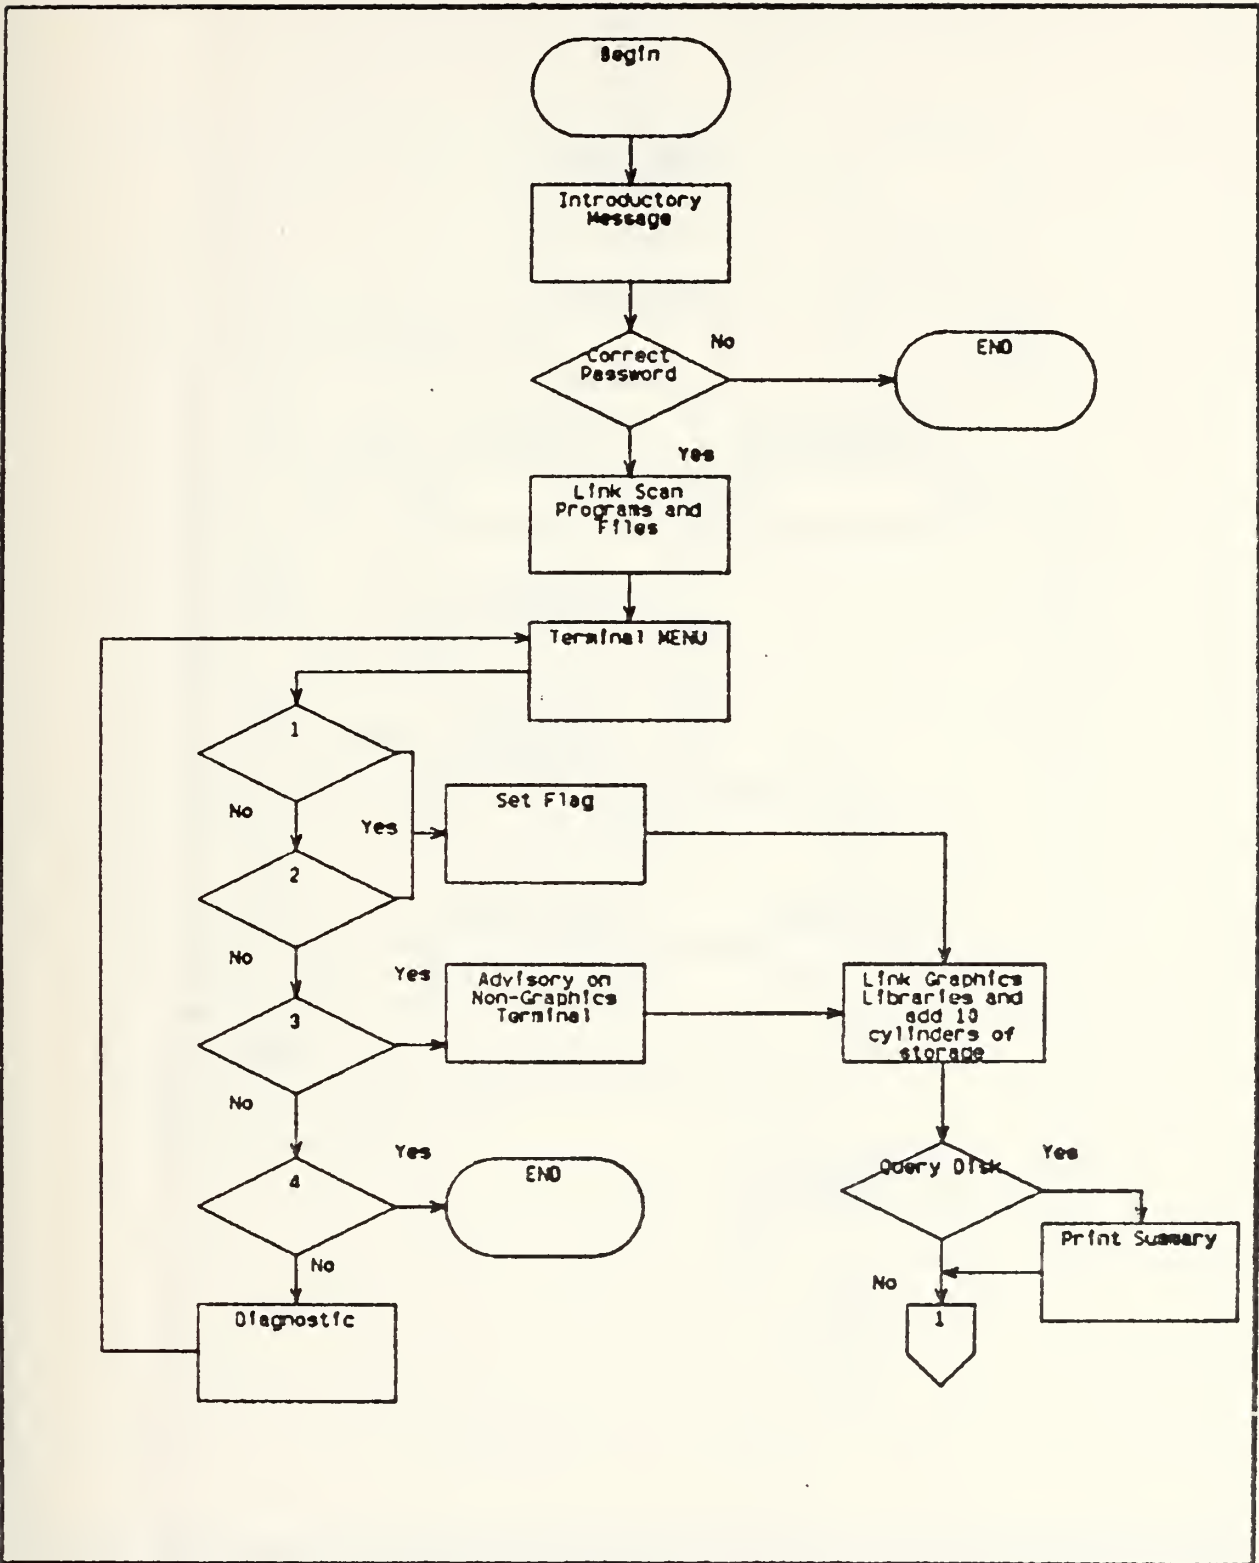 Begin
Introductory
Message
Correct
Password
No
END
Yes
Link Scan
Programs and
Files
Terminal MENU
1
No
Yes
Set Flag
2
No
Yes
Advisory on
Non-Graphics
Terminal
Link Graphics
Libraries and
add 10
cylinders of
storage
3
No
Yes
4
END
Query Disk
Yes
Print Summary
No
No
1
Diagnostic